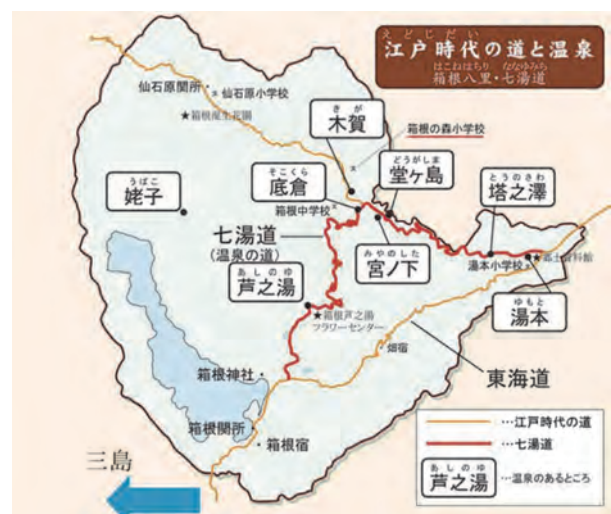 えどじだい
江戸時代の道と温泉
はこねはちり ななゆみち
箱根八里・七湯道
仙石原関所
仙石原小学校
★箱根湿生花園
きが
木賀
箱根の森小学校
そこくら
底倉
どうがしま
堂ヶ島
とうのさわ
塔之澤
うばこ
姥子
箱根中学校
七湯道
(温泉の道)
みやのした
宮ノ下
湯本小学校
★郷土資料館
あしのゆ
芦之湯
★箱根芦之湯
フラワーセンター
ゆもと
湯本
畑宿
箱根神社
東海道
箱根関所
箱根宿
三島
…江戸時代の道
…七湯道
あしのゆ
芦之湯
…温泉のあるところ